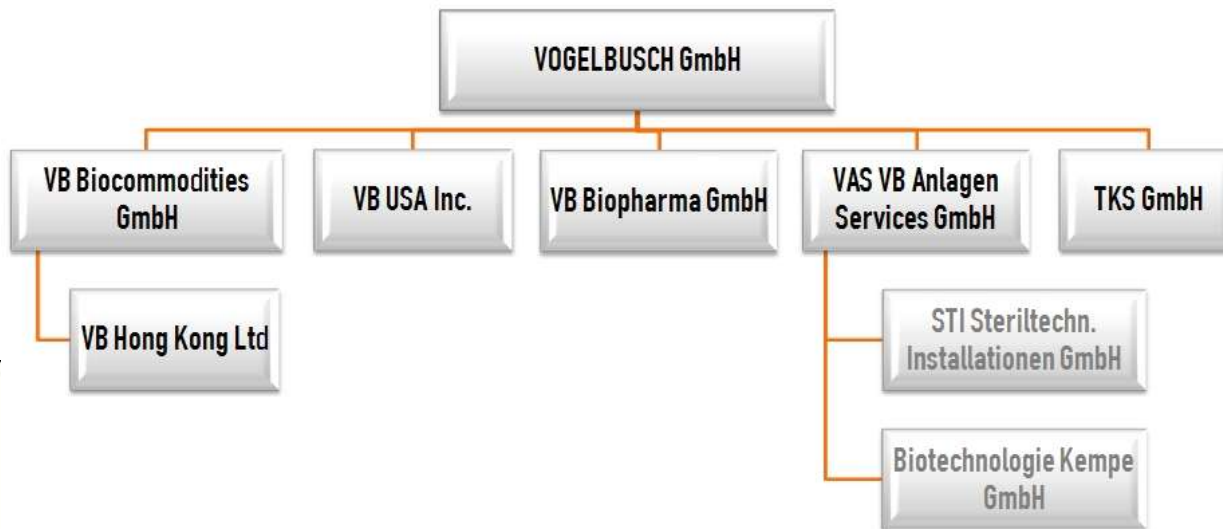 VOGELBUSCH GmbH
VB Biocommodities
GmbH
VB USA Inc.
VB Biopharma GmbH
VAS VB Anlagen
Services GmbH
TKS GmbH
VB Hong Kong Ltd
STI Steriltechn.
Installationen GmbH
Biotechnologie Kempe
GmbH